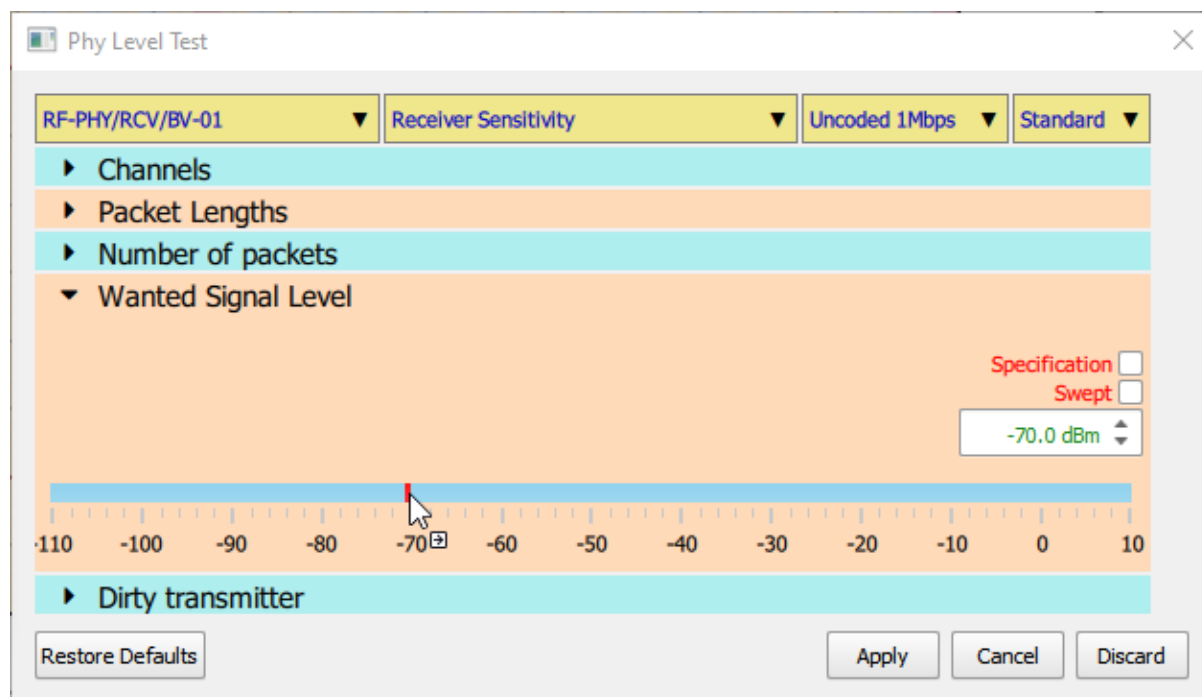 Phy Level Test
RF-PHY/RCV/BV-01 Receiver Sensitivity Uncoded 1Mbps Standard
Channels
Packet Lengths
Number of packets
Wanted Signal Level
Specification
Swept
-70.0 dBm
-110 -100 -90 -80 -70 -60 -50 -40 -30 -20 -10 0 10
Dirty transmitter
Restore Defaults Apply Cancel Discard